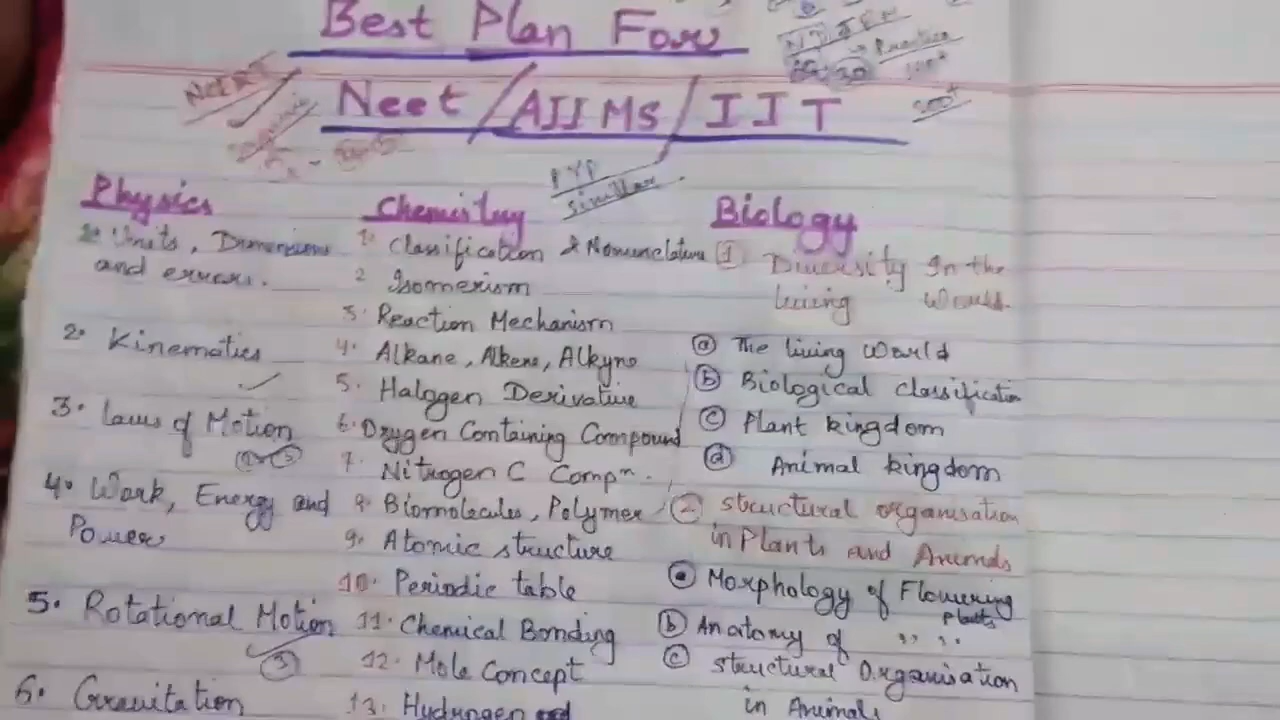 Best Plan For
Neet / AIIMS / IIT
NCERT
PYP
Similar
Practice
Physics
1. Units, Dimensions
and errors.
2. Kinematics
3. Laws of Motion
4. Work, Energy and
Power
5. Rotational Motion
3
6. Gravitation
Chemistry
1. Classification & Nomenclature
2 Isomerism
3. Reaction Mechanism
4. Alkane, Alkene, Alkyne
5. Halogen Derivative
6. Oxygen Containing Compound
7. Nitrogen C Compn.
8. Biomolecules, Polymer
9. Atomic structure
10. Periodic table
11. Chemical Bonding
12. Mole Concept
13. Hydrogen
Biology
1 Diversity In the
living World.
a The living World
b Biological classification
c Plant kingdom
d Animal kingdom
2 Structural organisation
in Plants and Animals
a Morphology of Flowering
Plants
b Anatomy of ,, ,,
c Structural Organisation
in Animals